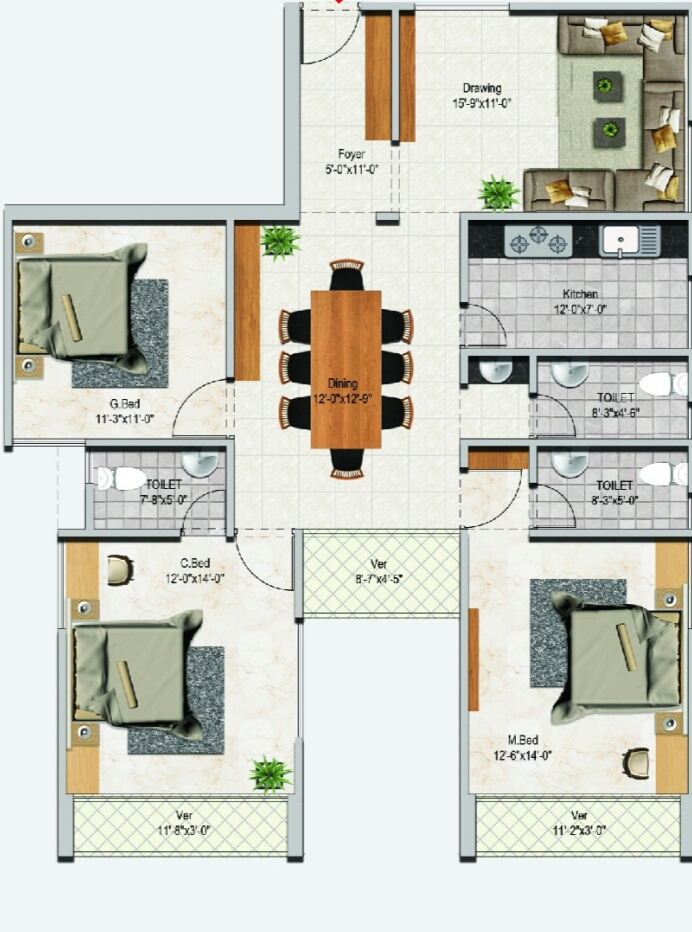 Drawing
15'-9"x11'-0"
Foyer
5'-0"x11'-0"
Kitchen
12'-0"x7'-0"
Dining
12'-0"x12'-9"
G.Bed
11'-3"x11'-0"
TOILET
8'-3"x4'-6"
TOILET
7'-8"x5'-0"
TOILET
8'-3"x5'-0"
C.Bed
12'-0"x14'-0"
Ver
8'-7"x4'-5"
M.Bed
12'-6"x14'-0"
Ver
11'-8"x3'-0"
Ver
11'-2"x3'-0"